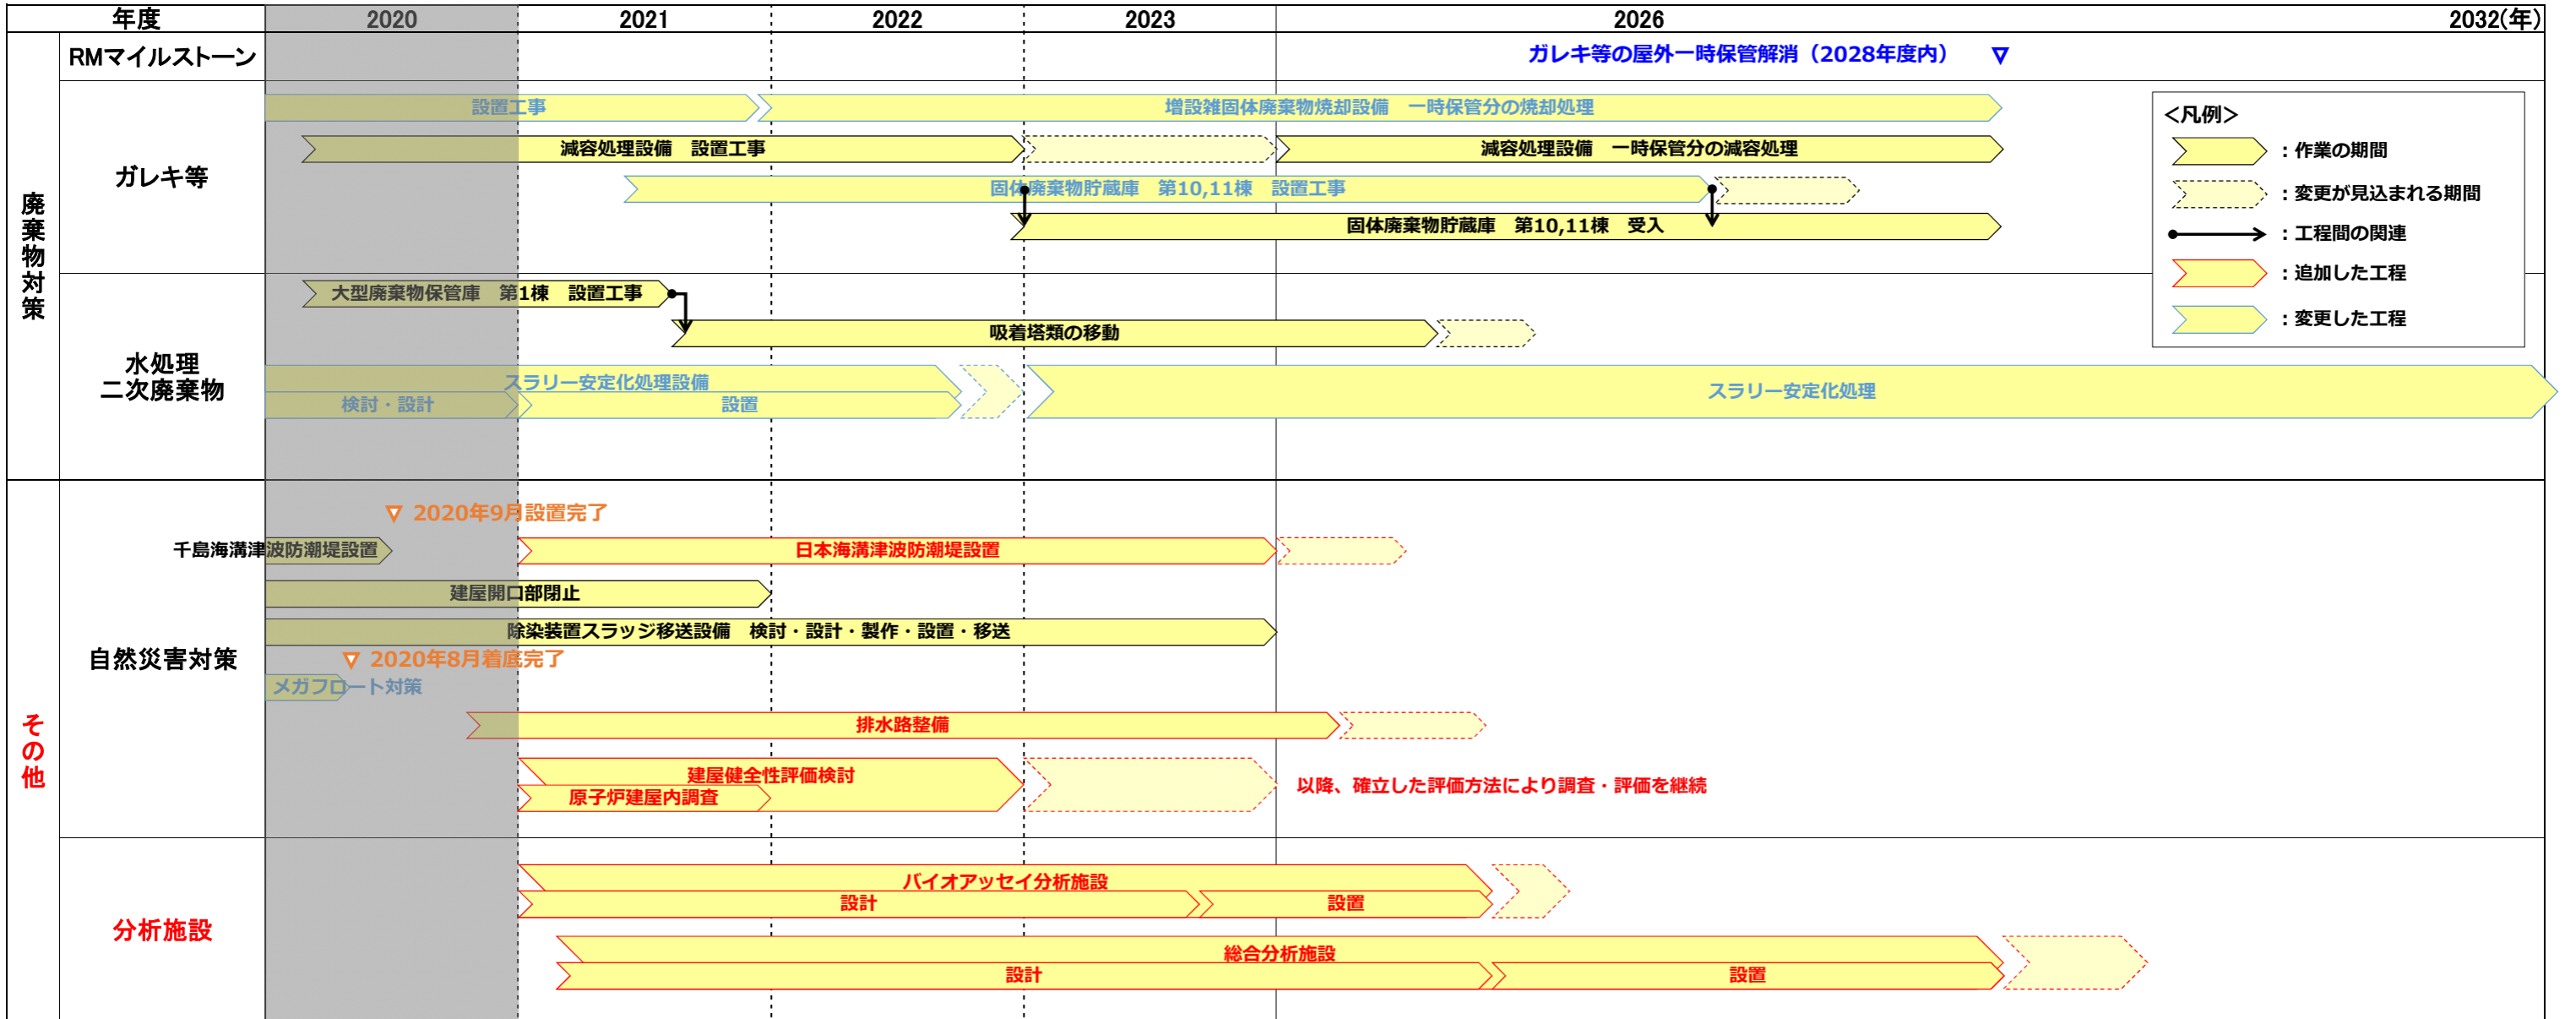 年度 2020 2021 2022 2023 2026 2032(年)
廃棄物対策
RMマイルストーン
ガレキ等の屋外一時保管解消（2028年度内） ▽
ガレキ等
設置工事
増設雑固体廃棄物焼却設備　一時保管分の焼却処理
減容処理設備　設置工事
減容処理設備　一時保管分の減容処理
固体廃棄物貯蔵庫　第10,11棟　設置工事
固体廃棄物貯蔵庫　第10,11棟　受入
＜凡例＞
：作業の期間
：変更が見込まれる期間
：工程間の関連
：追加した工程
：変更した工程
水処理
二次廃棄物
大型廃棄物保管庫　第1棟　設置工事
吸着塔類の移動
スラリー安定化処理設備
検討・設計
設置
スラリー安定化処理
その他
自然災害対策
▽ 2020年9月設置完了
千島海溝津波防潮堤設置
日本海溝津波防潮堤設置
建屋開口部閉止
除染装置スラッジ移送設備　検討・設計・製作・設置・移送
▽ 2020年8月着底完了
メガフロート対策
排水路整備
建屋健全性評価検討
原子炉建屋内調査
以降、確立した評価方法により調査・評価を継続
分析施設
バイオアッセイ分析施設
設計
設置
総合分析施設
設計
設置